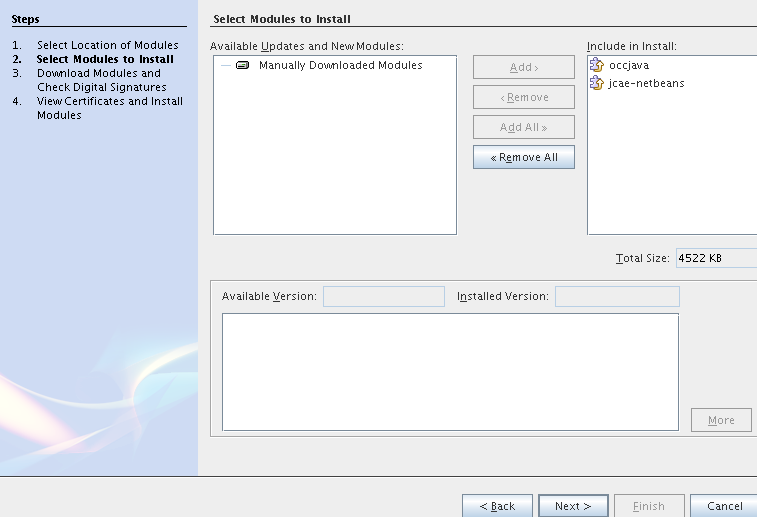 Steps
1. Select Location of Modules
2. Select Modules to Install
3. Download Modules and
Check Digital Signatures
4. View Certificates and Install
Modules
Select Modules to Install
Available Updates and New Modules:
Manually Downloaded Modules
Add >
< Remove
Add All »
« Remove All
Include in Install:
occjava
jcae-netbeans
Total Size: 4522 KB
Available Version:
Installed Version:
More
< Back
Next >
Finish
Cancel